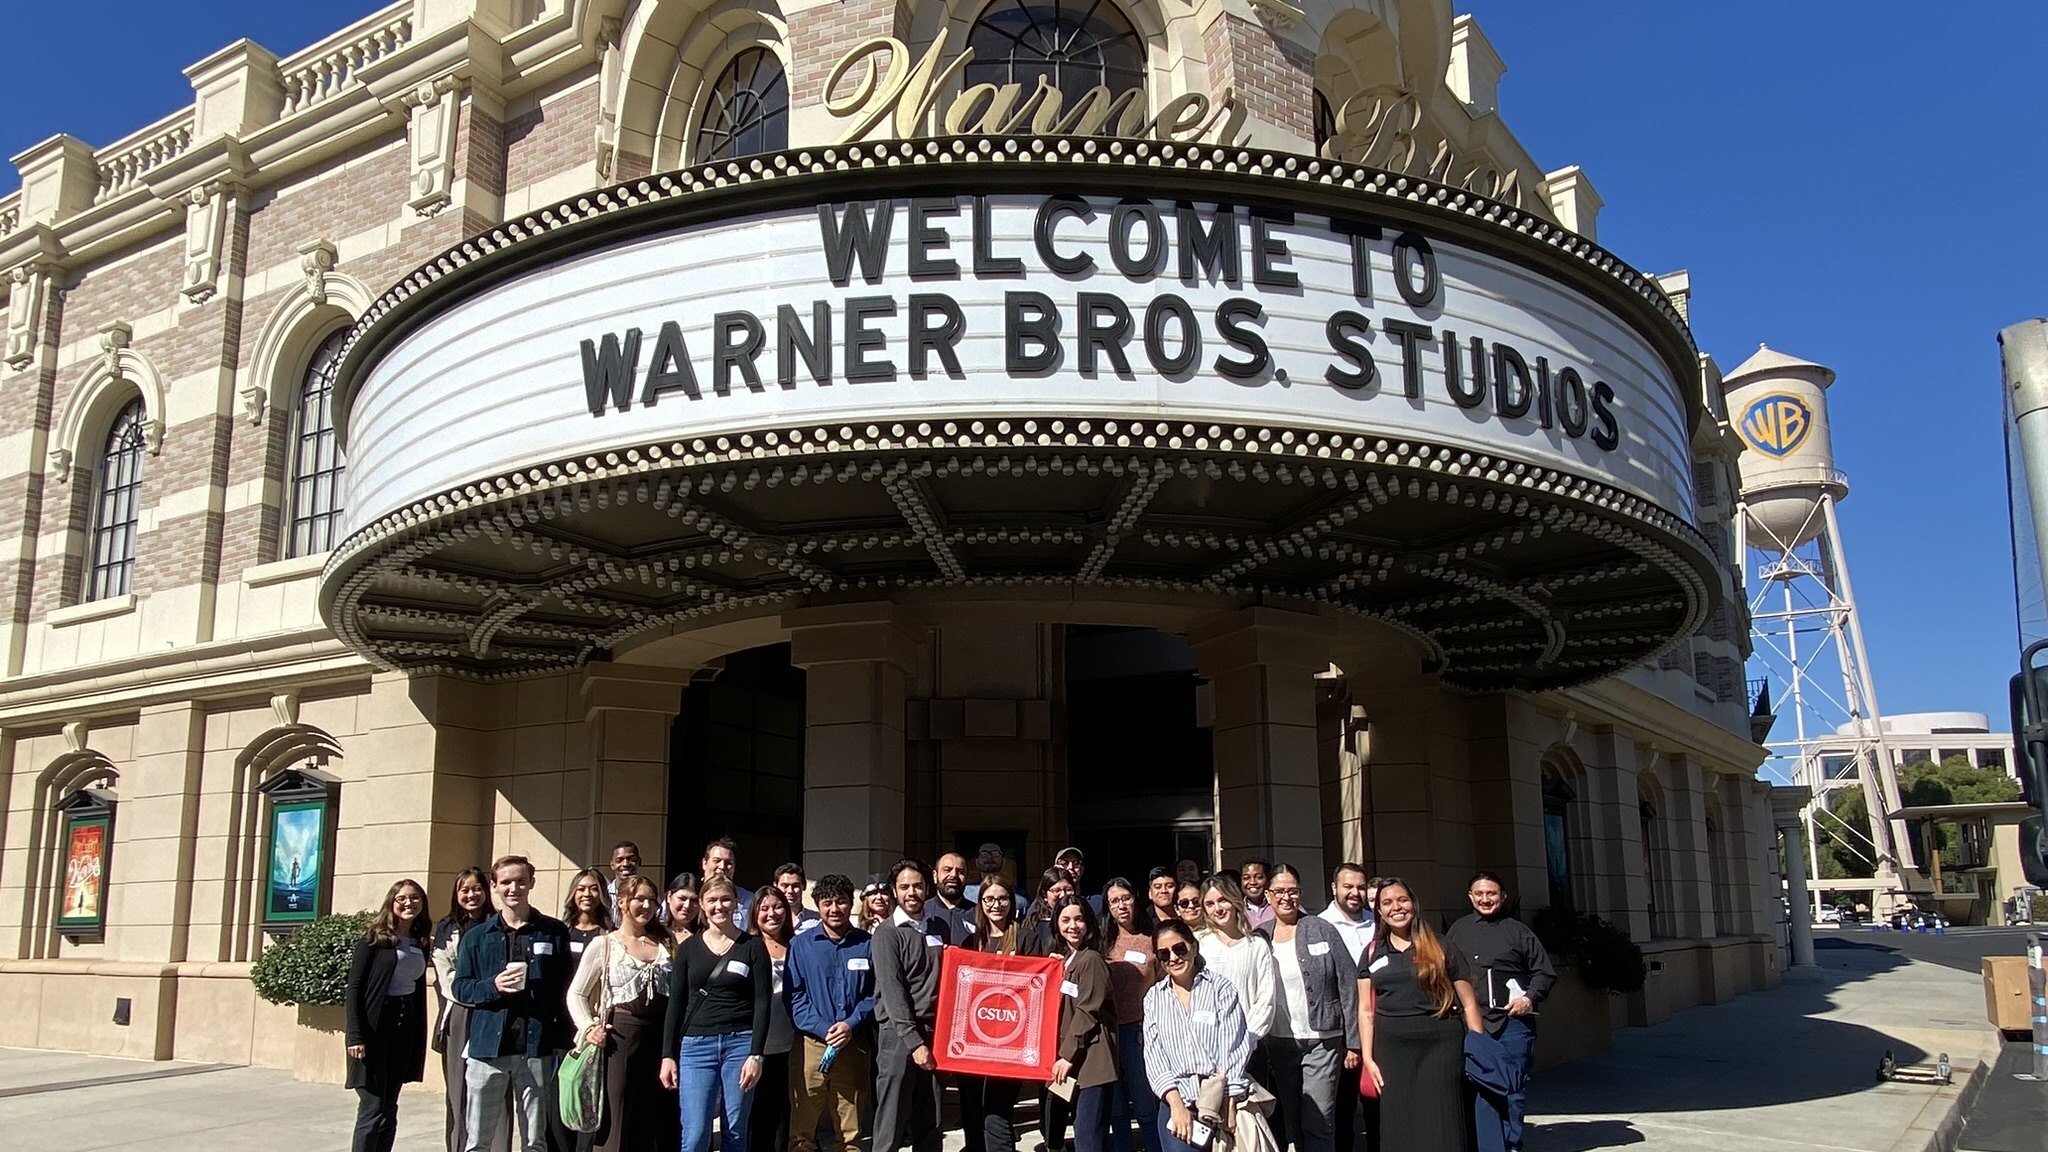 Warner Bros
WELCOME TO
WARNER BROS. STUDIOS
WB
CSUN